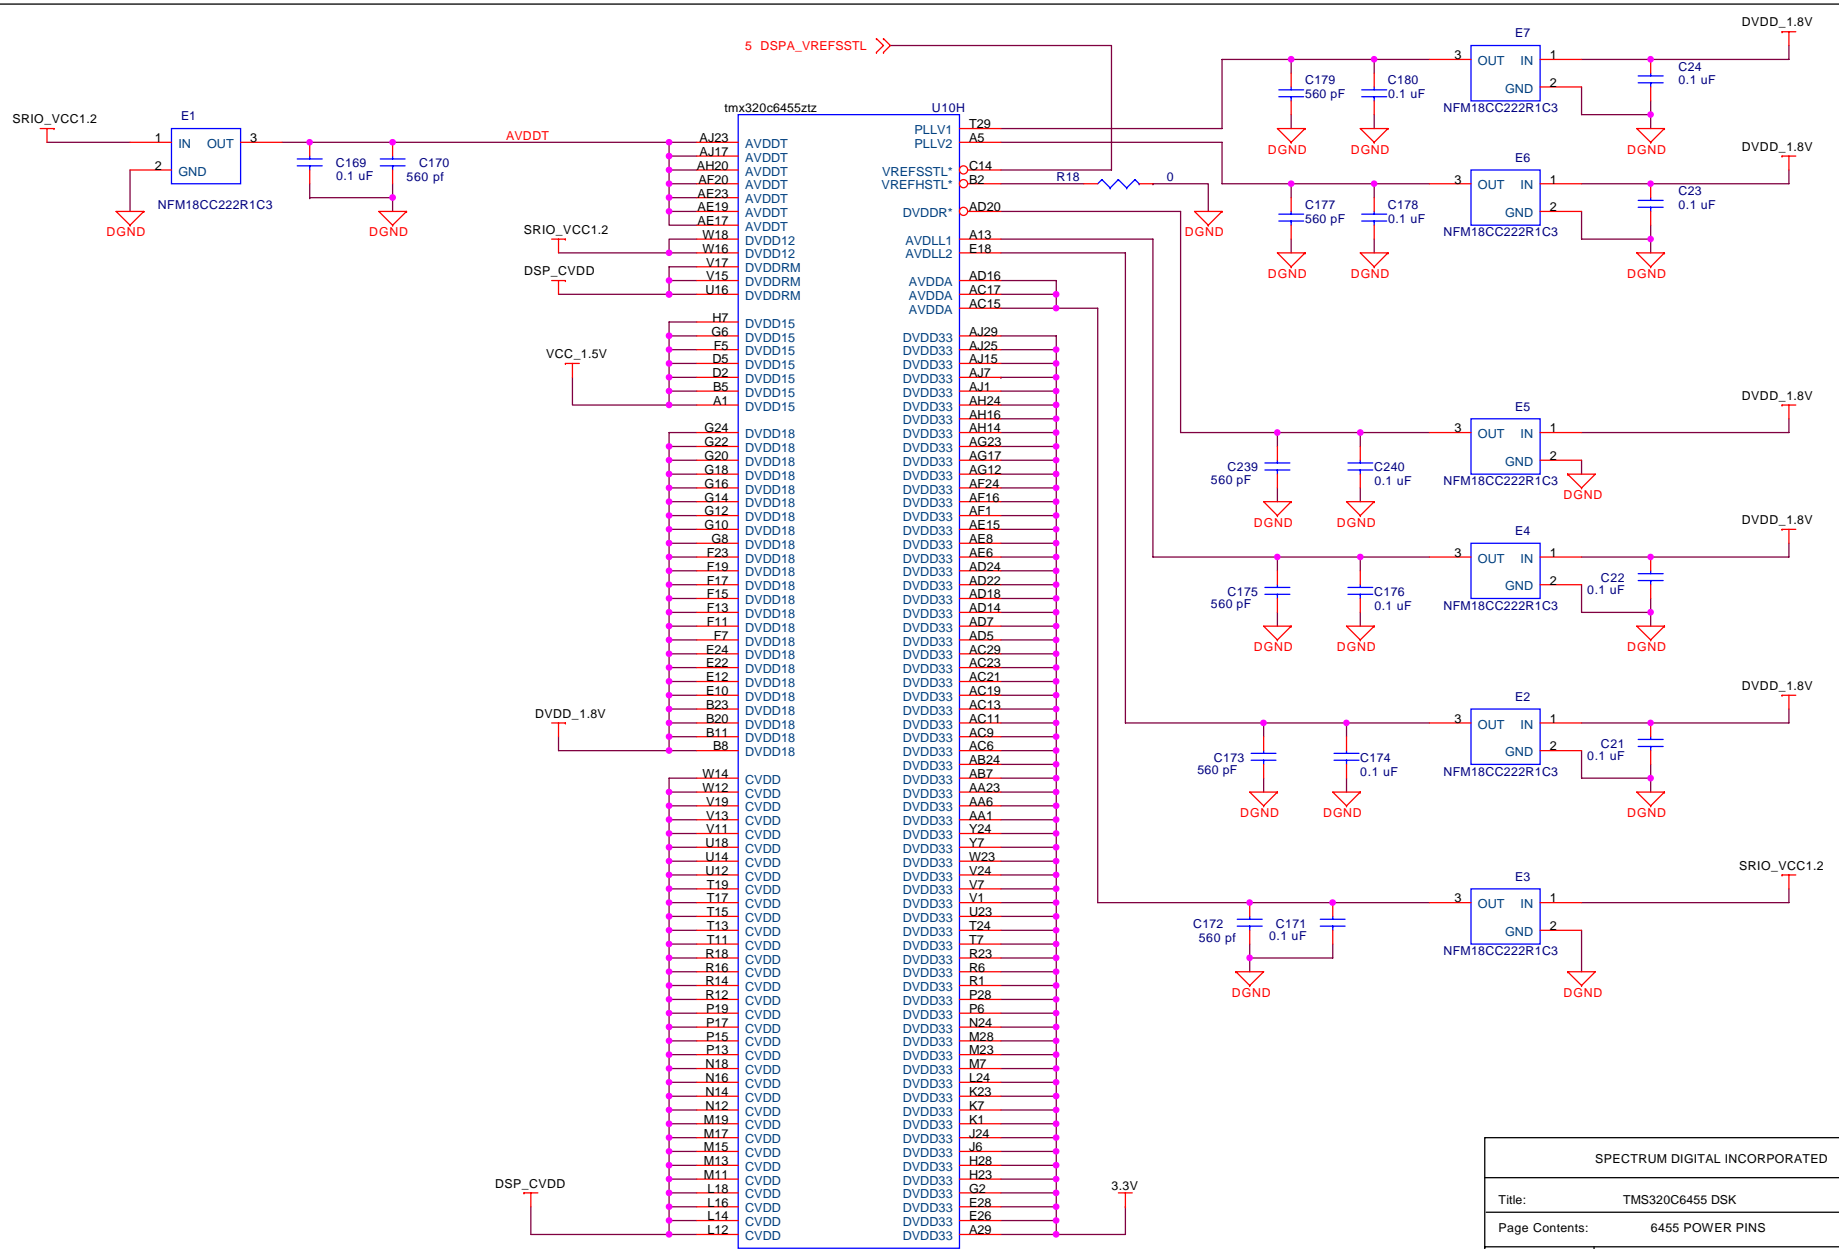 5 DSPA_VREFSSTL
tmx320c6455ztz
U10H
SRIO_VCC1.2
E1
1 IN OUT 3
2 GND
NFM18CC222R1C3
DGND
AVDDT
C169
0.1 uF
C170
560 pf
DGND
SRIO_VCC1.2
DSP_CVDD
VCC_1.5V
DVDD_1.8V
DSP_CVDD
AJ23 AVDDT
AJ17 AVDDT
AH20 AVDDT
AF20 AVDDT
AE23 AVDDT
AE19 AVDDT
AE17 AVDDT
W18 DVDD12
W16 DVDD12
V17 DVDDRM
V15 DVDDRM
U16 DVDDRM
H7 DVDD15
G6 DVDD15
F5 DVDD15
D5 DVDD15
D2 DVDD15
B5 DVDD15
A1 DVDD15
G24 DVDD18
G22 DVDD18
G20 DVDD18
G18 DVDD18
G16 DVDD18
G14 DVDD18
G12 DVDD18
G10 DVDD18
G8 DVDD18
F23 DVDD18
F19 DVDD18
F17 DVDD18
F15 DVDD18
F13 DVDD18
F11 DVDD18
F7 DVDD18
E24 DVDD18
E22 DVDD18
E12 DVDD18
E10 DVDD18
B23 DVDD18
B20 DVDD18
B11 DVDD18
B8 DVDD18
W14 CVDD
W12 CVDD
V19 CVDD
V13 CVDD
V11 CVDD
U18 CVDD
U14 CVDD
U12 CVDD
T19 CVDD
T17 CVDD
T15 CVDD
T13 CVDD
T11 CVDD
R18 CVDD
R16 CVDD
R14 CVDD
R12 CVDD
P19 CVDD
P17 CVDD
P15 CVDD
P13 CVDD
N18 CVDD
N16 CVDD
N14 CVDD
N12 CVDD
M19 CVDD
M17 CVDD
M15 CVDD
M13 CVDD
M11 CVDD
L18 CVDD
L16 CVDD
L14 CVDD
L12 CVDD
PLLV1 T29
PLLV2 A5
VREFSSTL* C14
VREFHSTL* B2
R18 0
DGND
DVDDR* AD20
AVDLL1 A13
AVDLL2 E18
AVDDA AD16
AVDDA AC17
AVDDA AC15
DVDD33 AJ29
DVDD33 AJ25
DVDD33 AJ15
DVDD33 AJ7
DVDD33 AJ1
DVDD33 AH24
DVDD33 AH16
DVDD33 AH14
DVDD33 AG23
DVDD33 AG17
DVDD33 AG12
DVDD33 AF24
DVDD33 AF16
DVDD33 AF1
DVDD33 AE15
DVDD33 AE8
DVDD33 AE6
DVDD33 AD24
DVDD33 AD22
DVDD33 AD18
DVDD33 AD14
DVDD33 AD7
DVDD33 AD5
DVDD33 AC29
DVDD33 AC23
DVDD33 AC21
DVDD33 AC19
DVDD33 AC13
DVDD33 AC11
DVDD33 AC9
DVDD33 AC6
DVDD33 AB24
DVDD33 AB7
DVDD33 AA23
DVDD33 AA6
DVDD33 AA1
DVDD33 Y24
DVDD33 Y7
DVDD33 W23
DVDD33 V24
DVDD33 V7
DVDD33 V1
DVDD33 U23
DVDD33 T24
DVDD33 T7
DVDD33 R23
DVDD33 R6
DVDD33 R1
DVDD33 P28
DVDD33 P6
DVDD33 N24
DVDD33 M28
DVDD33 M23
DVDD33 M7
DVDD33 L24
DVDD33 K23
DVDD33 K7
DVDD33 K1
DVDD33 J24
DVDD33 J6
DVDD33 H28
DVDD33 H23
DVDD33 G2
DVDD33 E28
DVDD33 E26
DVDD33 A29
3.3V
DVDD_1.8V
E7
3 OUT IN 1
GND 2
NFM18CC222R1C3
C179
560 pF
C180
0.1 uF
C24
0.1 uF
DGND DGND DGND
DVDD_1.8V
E6
3 OUT IN 1
GND 2
NFM18CC222R1C3
C177
560 pF
C178
0.1 uF
C23
0.1 uF
DGND DGND DGND
DVDD_1.8V
E5
3 OUT IN 1
GND 2
NFM18CC222R1C3
C239
560 pF
C240
0.1 uF
DGND DGND DGND
DVDD_1.8V
E4
3 OUT IN 1
GND 2
NFM18CC222R1C3
C175
560 pF
C176
0.1 uF
C22
0.1 uF
DGND DGND DGND
DVDD_1.8V
E2
3 OUT IN 1
GND 2
NFM18CC222R1C3
C173
560 pF
C174
0.1 uF
C21
0.1 uF
DGND DGND DGND
SRIO_VCC1.2
E3
3 OUT IN 1
GND 2
NFM18CC222R1C3
C172
560 pf
C171
0.1 uF
DGND DGND
SPECTRUM DIGITAL INCORPORATED
Title: TMS320C6455 DSK
Page Contents: 6455 POWER PINS